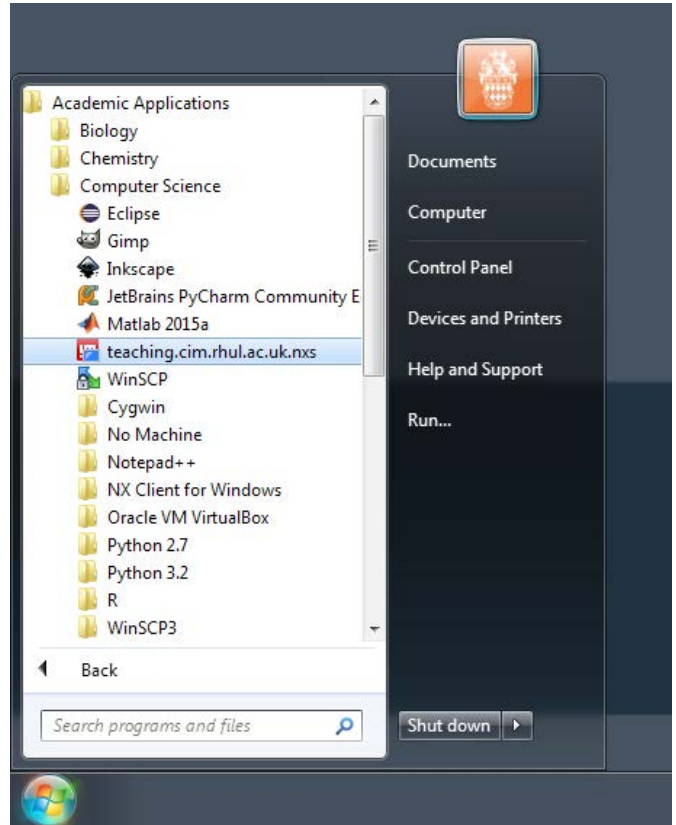 Academic Applications
Biology
Chemistry
Computer Science
Eclipse
Gimp
Inkscape
JetBrains PyCharm Community E
Matlab 2015a
teaching.cim.rhul.ac.uk.nxs
WinSCP
Cygwin
No Machine
Notepad++
NX Client for Windows
Oracle VM VirtualBox
Python 2.7
Python 3.2
R
WinSCP3
Back
Search programs and files
Documents
Computer
Control Panel
Devices and Printers
Help and Support
Run...
Shut down